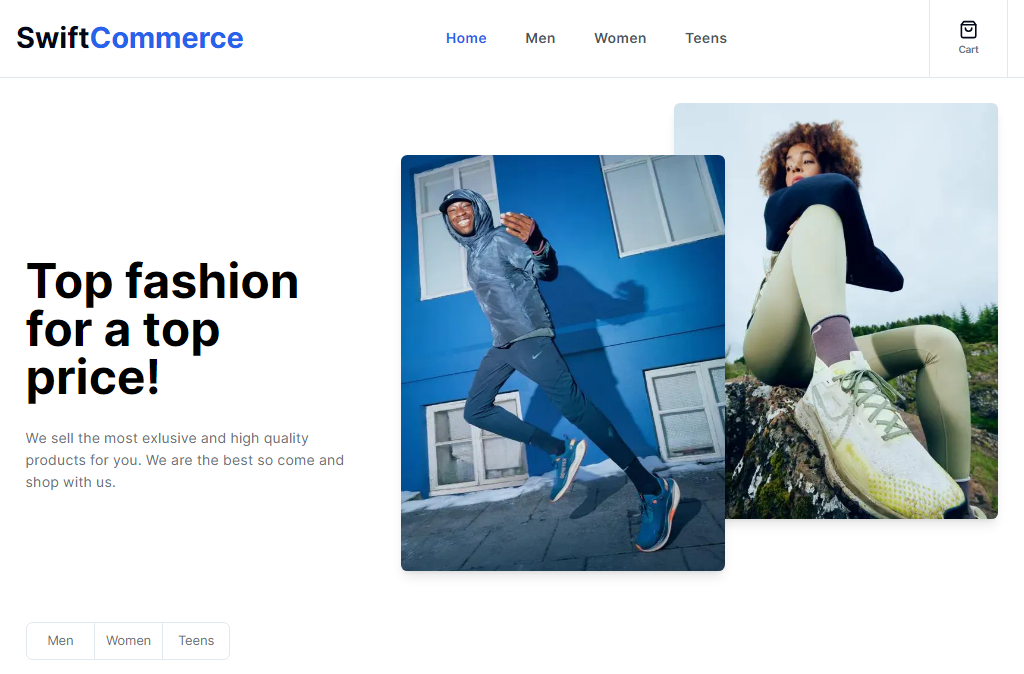 SwiftCommerce
Home Men Women Teens
Cart
Top fashion
for a top
price!
We sell the most exlusive and high quality
products for you. We are the best so come and
shop with us.
Men Women Teens